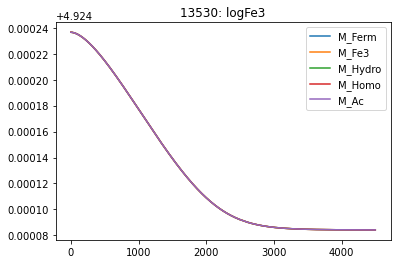 13530: logFe3
+4.924
0.00024
0.00022
0.00020
0.00018
0.00016
0.00014
0.00012
0.00010
0.00008
M_Ferm
M_Fe3
M_Hydro
M_Homo
M_Ac
0 1000 2000 3000 4000